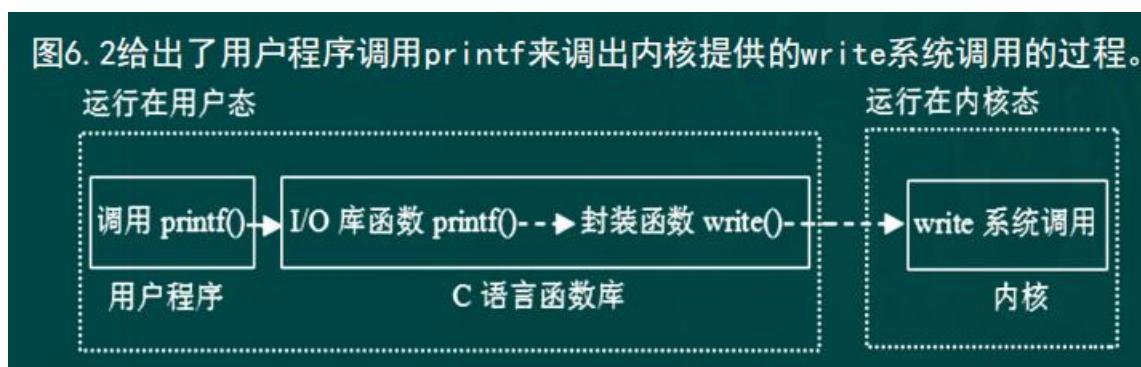 图6.2给出了用户程序调用printf来调出内核提供的write系统调用的过程。
运行在用户态 运行在内核态
调用 printf() I/O 库函数 printf() 封装函数 write() write 系统调用
用户程序 C 语言函数库 内核